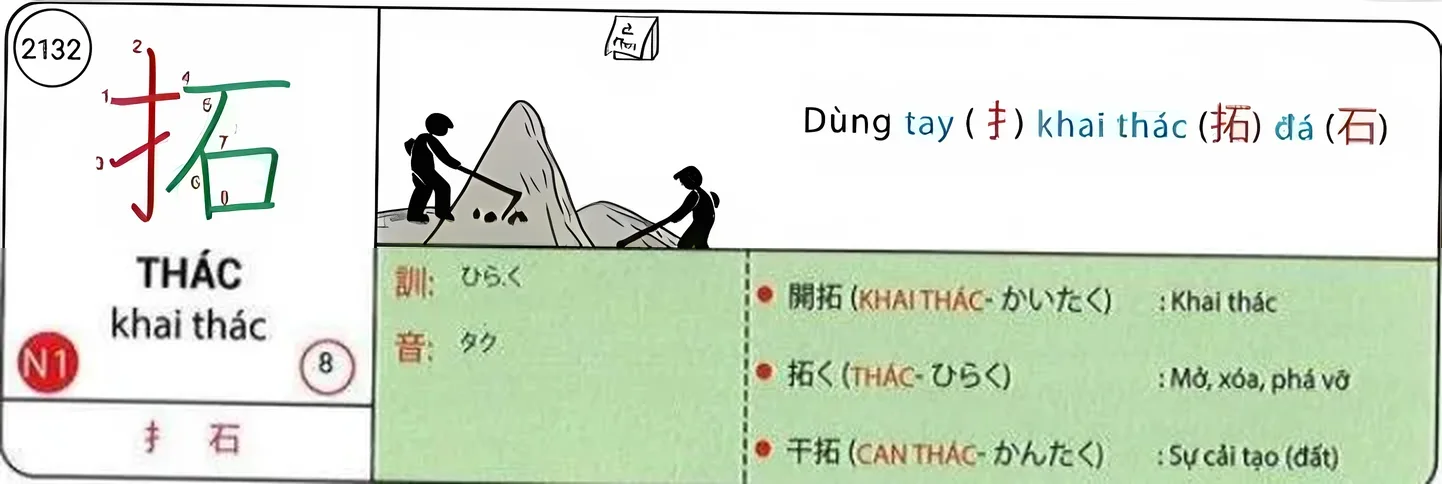 2132
拓
THÁC
khai thác
N1
8
扌 石
Dùng tay (扌) khai thác (拓) đá (石)
訓: ひらく
音: タク
開拓 (KHAI THÁC- かいたく) : Khai thác
拓く (THÁC- ひらく) : Mở, xóa, phá vỡ
干拓 (CAN THÁC- かんたく) : Sự cải tạo (đất)